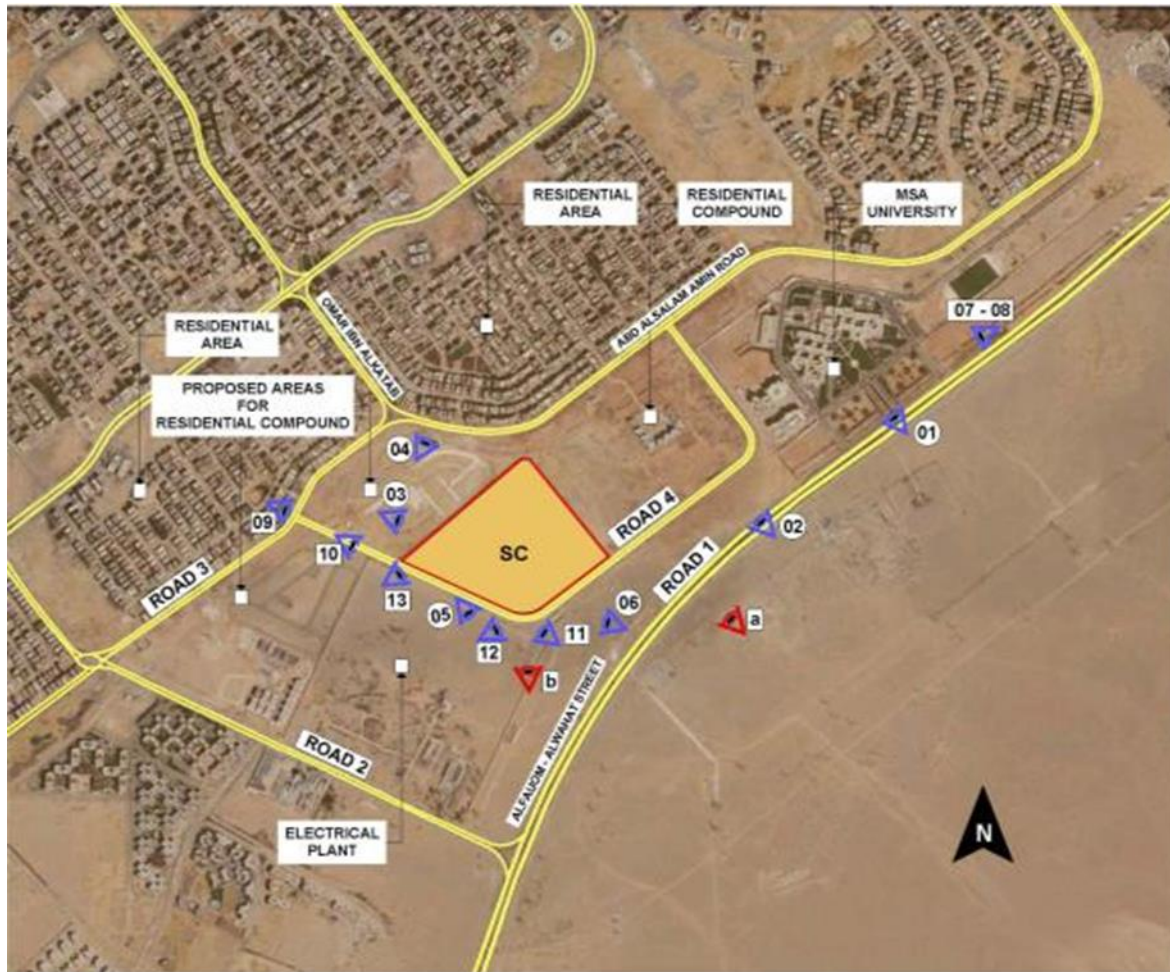 RESIDENTIAL
AREA
RESIDENTIAL
COMPOUND
MSA
UNIVERSITY
ABD ALSALAM AMIN ROAD
OMAR IBN ALKATAB
RESIDENTIAL
AREA
07 - 08
PROPOSED AREAS
FOR
RESIDENTIAL COMPOUND
01
04
03
09
02
ROAD 4
10
SC
ROAD 1
ROAD 3
13
05
06
a
12
11
b
ALFAUOM - ALWAHAT STREET
ROAD 2
ELECTRICAL
PLANT
N